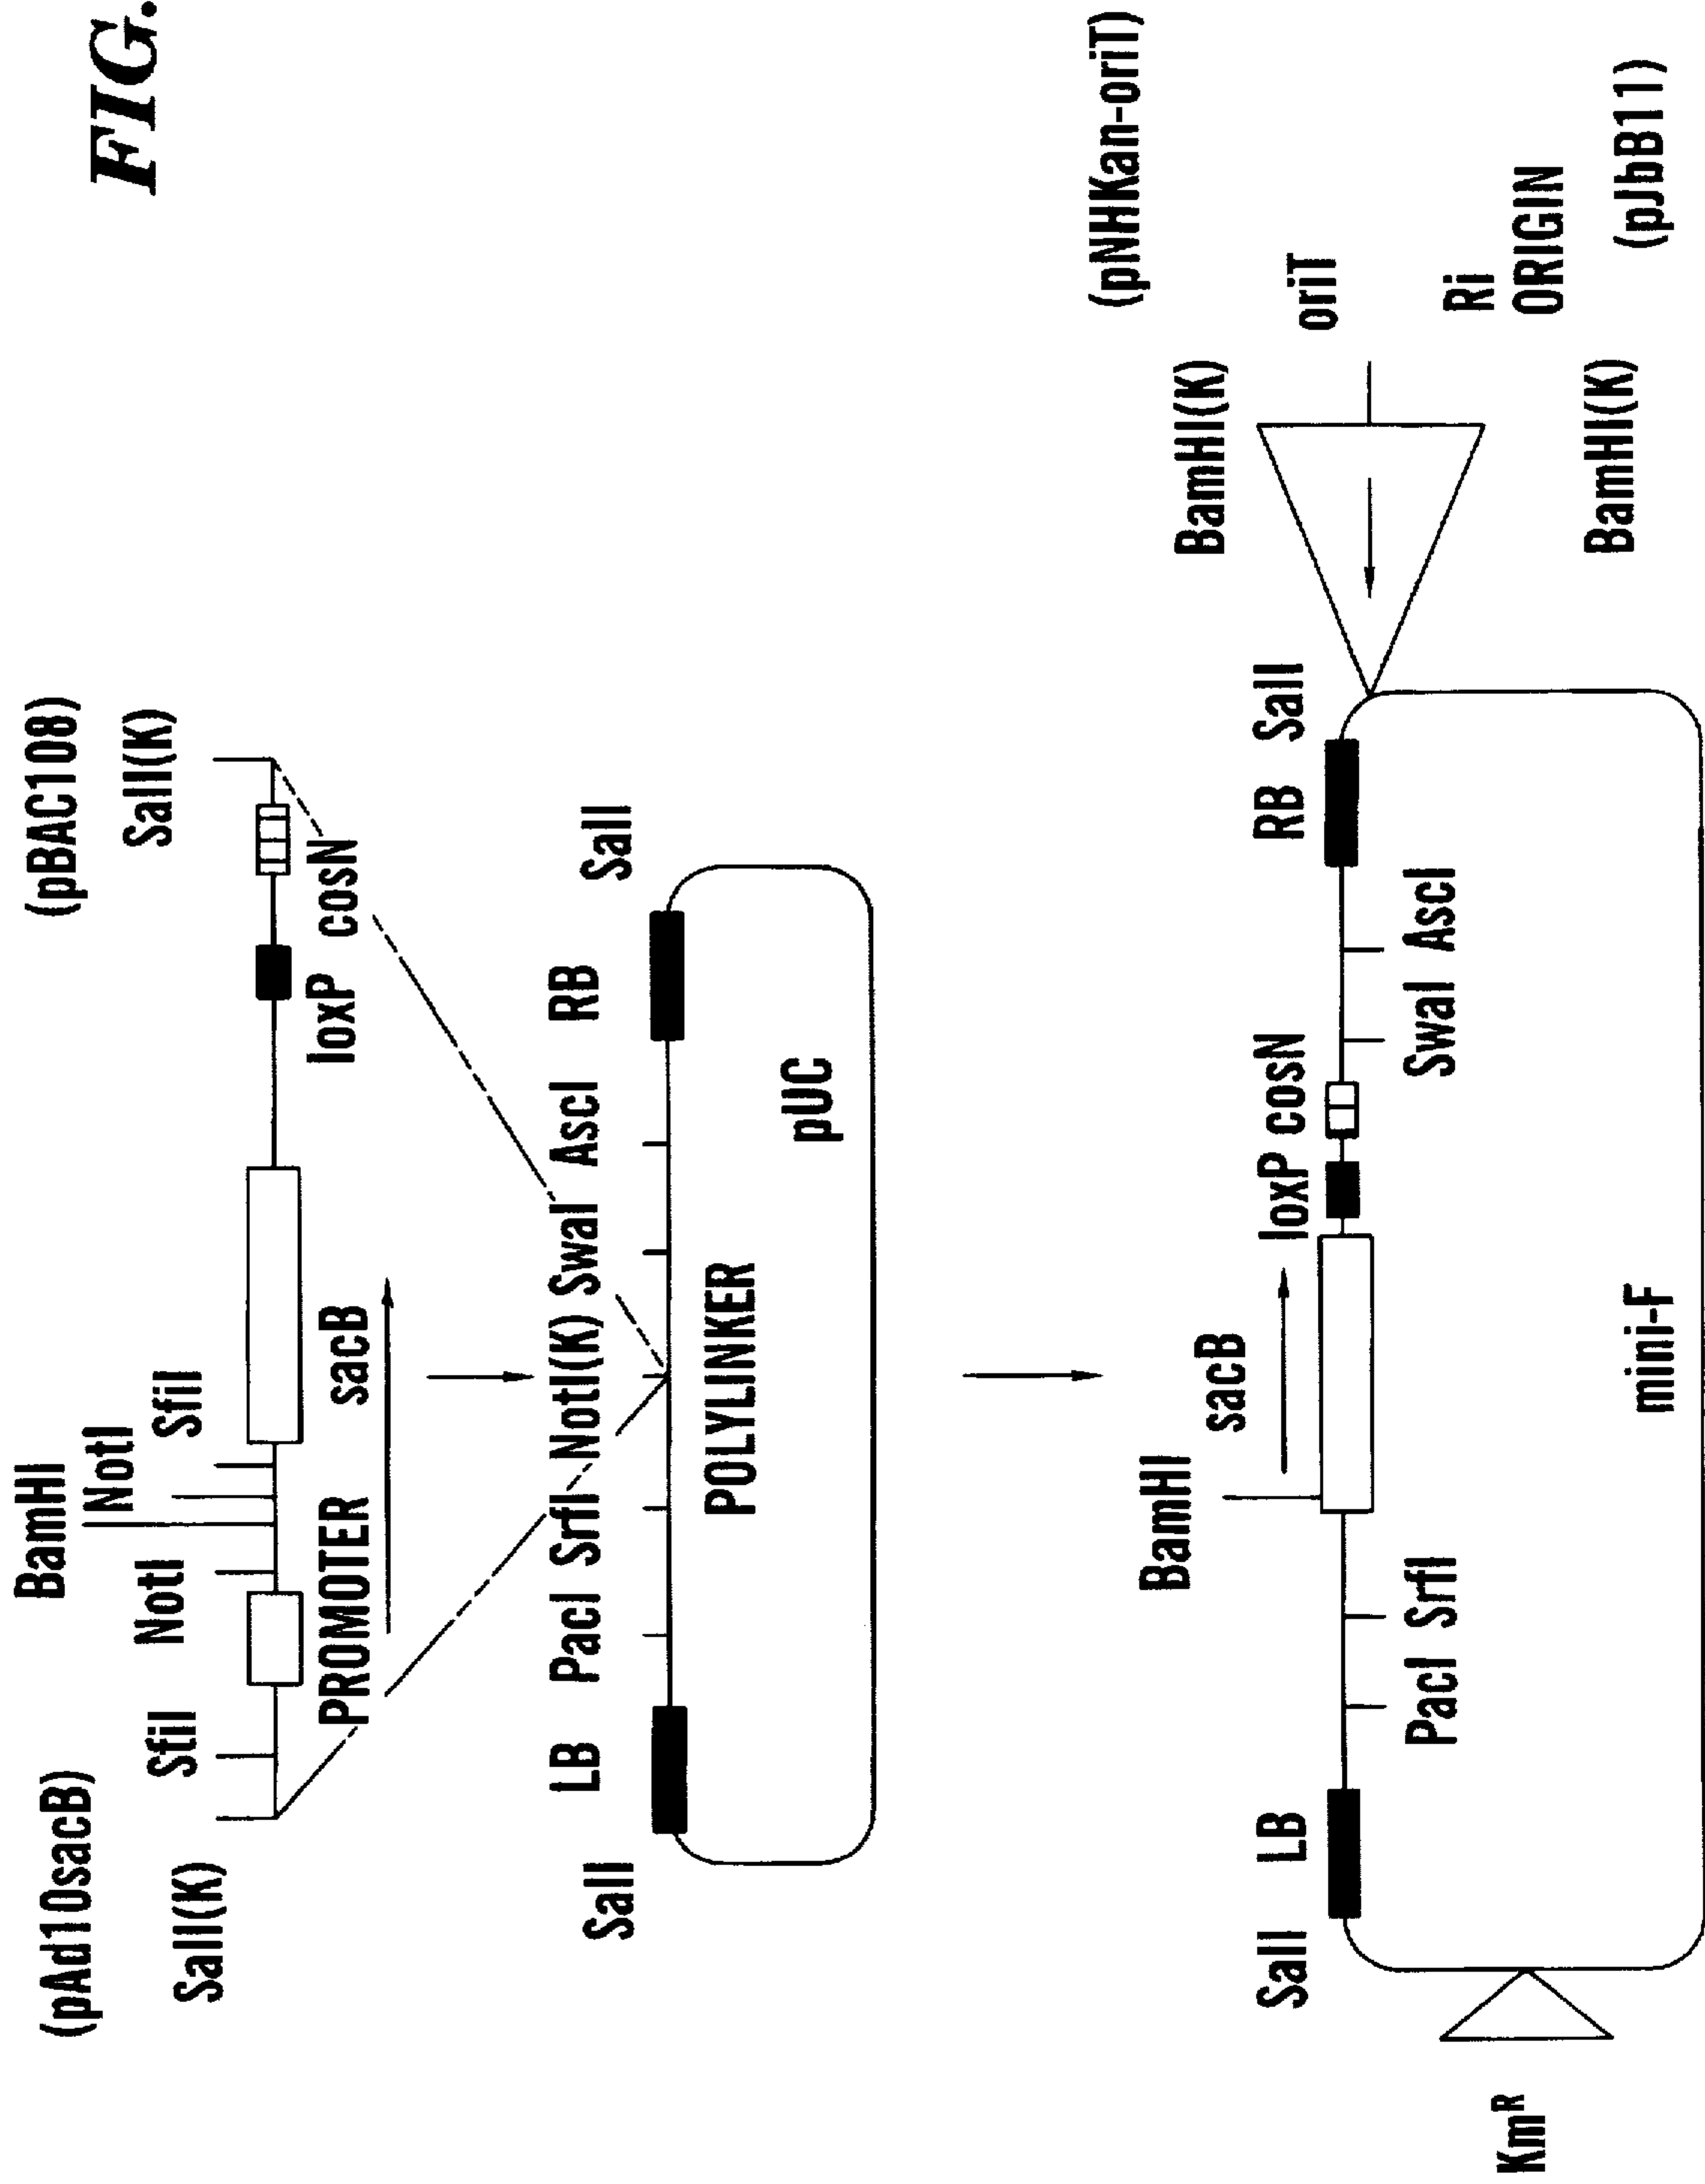 FIG.
(pAd10sacB)
(pBAC108)
BamHI
NotI
NotI
SfiI
SfiI
SalI(K)
SalI(K)
PROMOTER
sacB
loxP
cosN
SalI
LB
PacI
SrfI
NotI(K)
SwaI
AscI
RB
SalI
POLYLINKER
pUC
(pNHKan-oriT)
BamHI
sacB
BamHI(K)
oriT
SalI
LB
loxP
cosN
RB
SalI
PacI
SrfI
SwaI
AscI
Ri
ORIGIN
KmR
mini-F
BamHI(K)
(pJbB11)